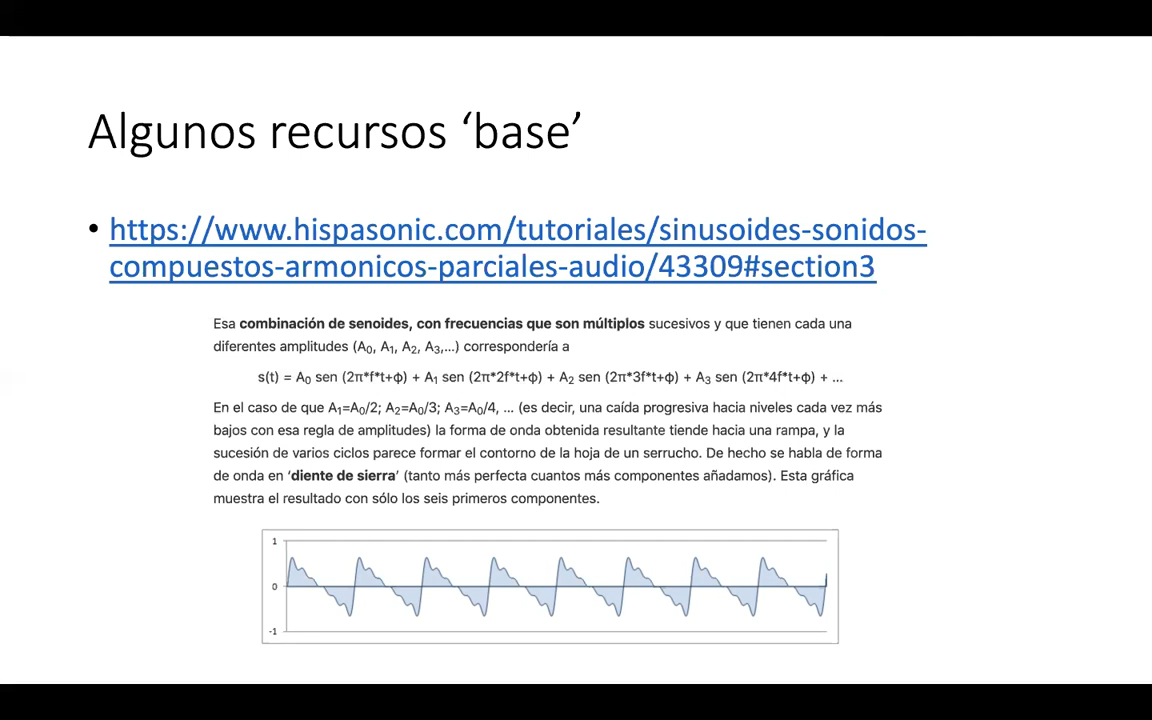 Algunos recursos ‘base’
• https://www.hispasonic.com/tutoriales/sinusoides-sonidos-
compuestos-armonicos-parciales-audio/43309#section3
Esa combinación de senoides, con frecuencias que son múltiplos sucesivos y que tienen cada una
diferentes amplitudes (A₀, A₁, A₂, A₃,...) correspondería a
s(t) = A₀ sen (2π*f*t+ϕ) + A₁ sen (2π*2f*t+ϕ) + A₂ sen (2π*3f*t+ϕ) + A₃ sen (2π*4f*t+ϕ) + ...
En el caso de que A₁=A₀/2; A₂=A₀/3; A₃=A₀/4, ... (es decir, una caída progresiva hacia niveles cada vez más
bajos con esa regla de amplitudes) la forma de onda obtenida resultante tiende hacia una rampa, y la
sucesión de varios ciclos parece formar el contorno de la hoja de un serrucho. De hecho se habla de forma
de onda en ‘diente de sierra’ (tanto más perfecta cuantos más componentes añadamos). Esta gráfica
muestra el resultado con sólo los seis primeros componentes.
1
0
-1